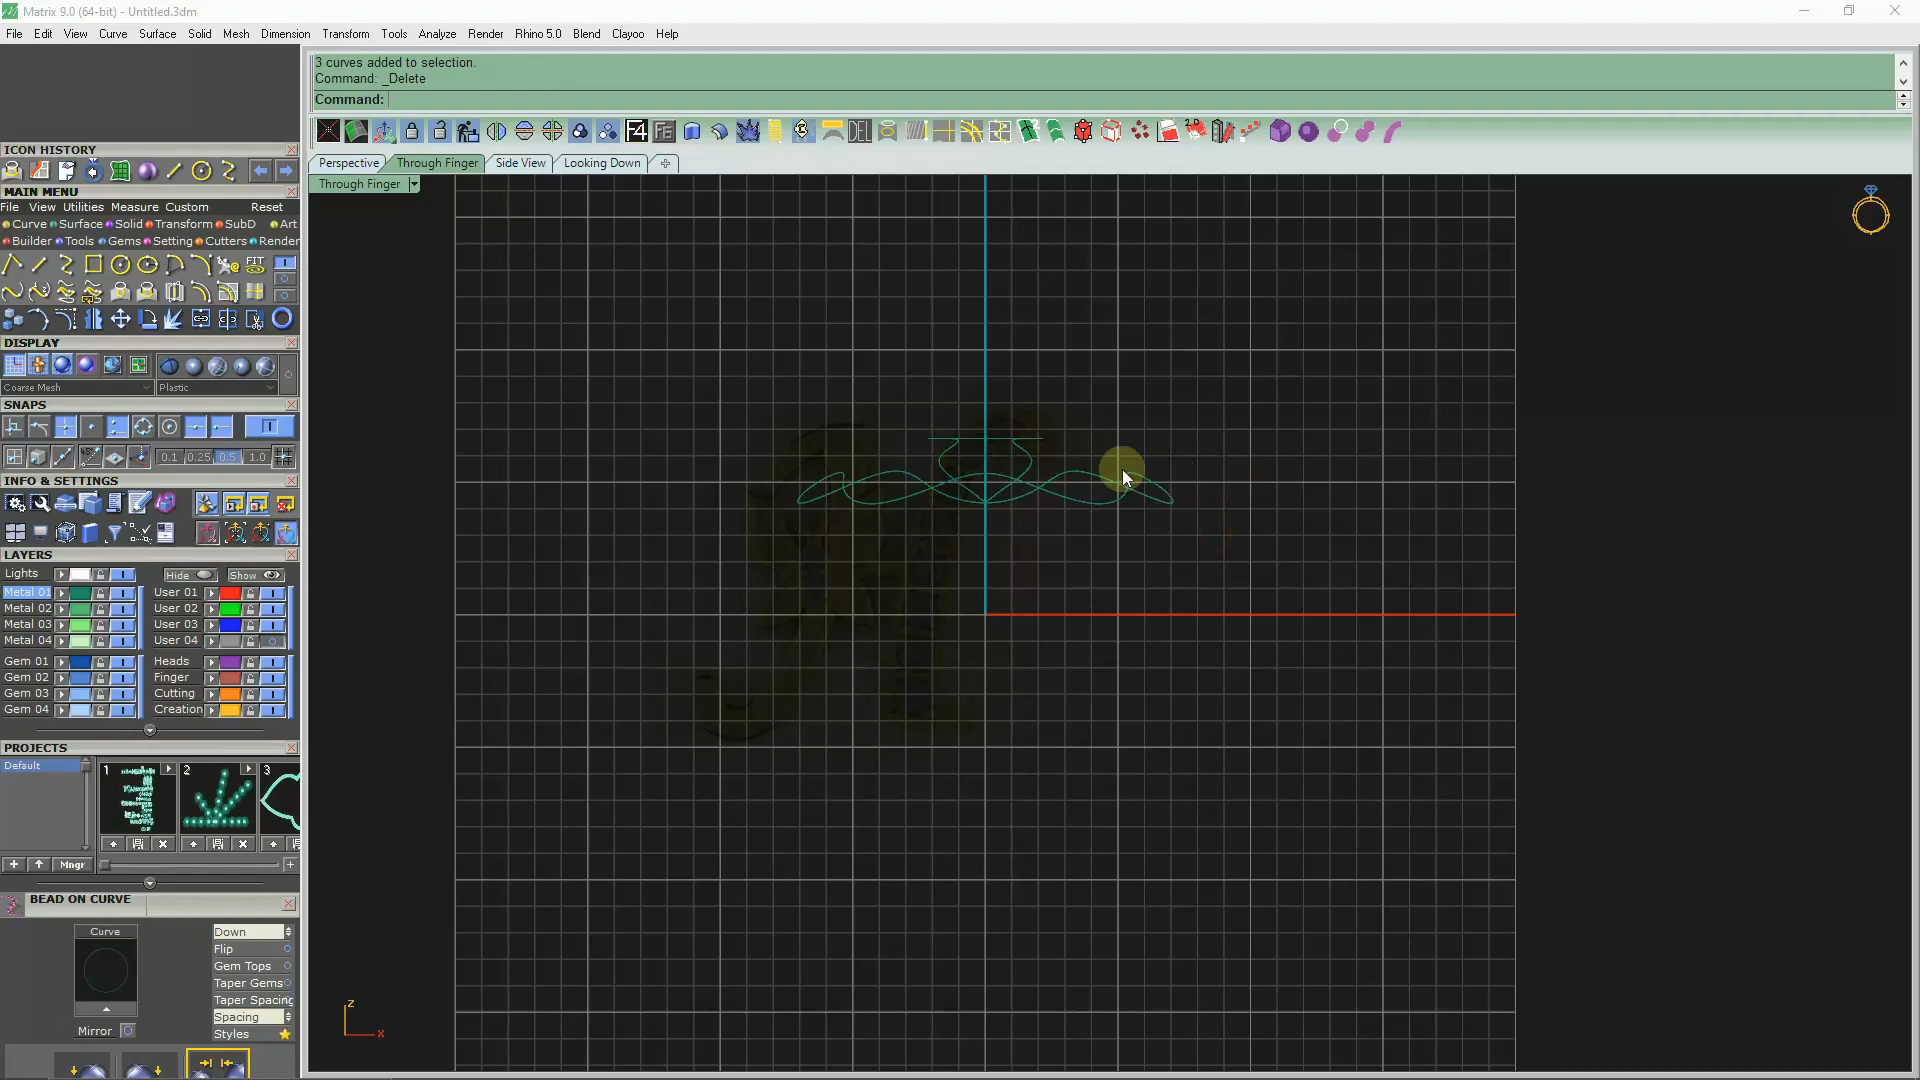 Matrix 9.0 (64-bit) - Untitled.3dm
File Edit View Curve Surface Solid Mesh Dimension Transform Tools Analyze Render Rhino 5.0 Blend Clayoo Help
3 curves added to selection.
Command: _Delete
Command:
ICON HISTORY
MAIN MENU
File View Utilities Measure Custom Reset
Curve Surface Solid Transform SubD Art
Builder Tools Gems Setting Cutters Render
FIT
F4 F6 DEL 2D
Perspective Through Finger Side View Looking Down
Through Finger
DISPLAY
Coarse Mesh Plastic
SNAPS
0.1 0.25 0.5 1.0
INFO & SETTINGS
LAYERS
Lights Hide Show
Metal 01 User 01
Metal 02 User 02
Metal 03 User 03
Metal 04 User 04
Gem 01 Heads
Gem 02 Finger
Gem 03 Cutting
Gem 04 Creation
PROJECTS
Default 1 2 3
Mngr
BEAD ON CURVE
Curve Down
Flip
Gem Tops
Taper Gems
Taper Spacing
Spacing
Mirror Styles
z
x